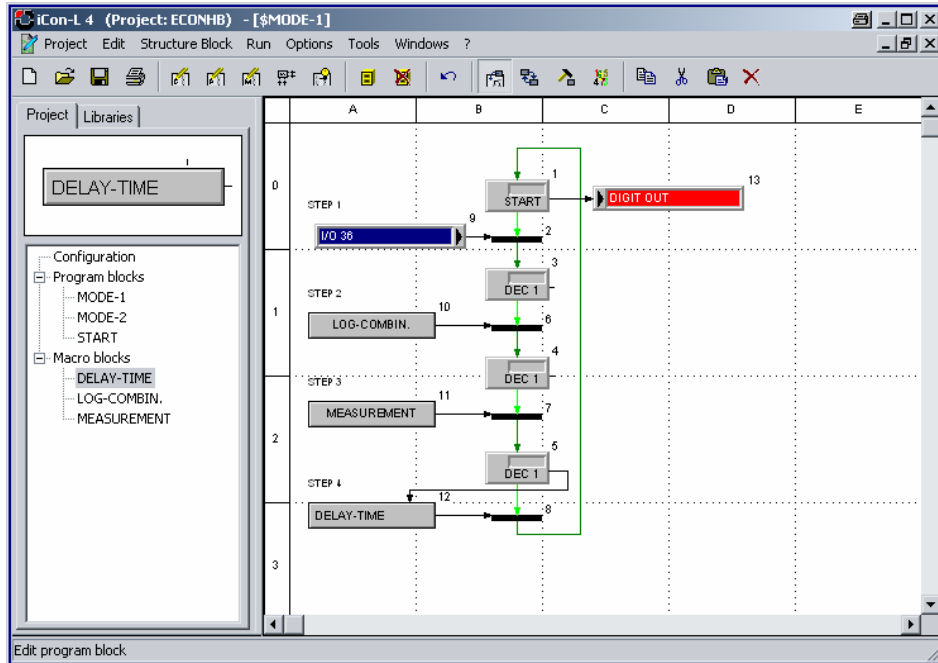 iCon-L 4 (Project: ECONHB) - [$MODE-1]
Project Edit Structure Block Run Options Tools Windows ?
Project Libraries
DELAY-TIME
Configuration
Program blocks
MODE-1
MODE-2
START
Macro blocks
DELAY-TIME
LOG-COMBIN.
MEASUREMENT
A B C D E
0
1
2
3
1
START
13
DIGIT OUT
STEP 1
9
I/O 36
2
3
DEC 1
STEP 2
10
LOG-COMBIN.
6
4
DEC 1
STEP 3
11
MEASUREMENT
7
5
DEC 1
STEP 4
12
DELAY-TIME
8
Edit program block